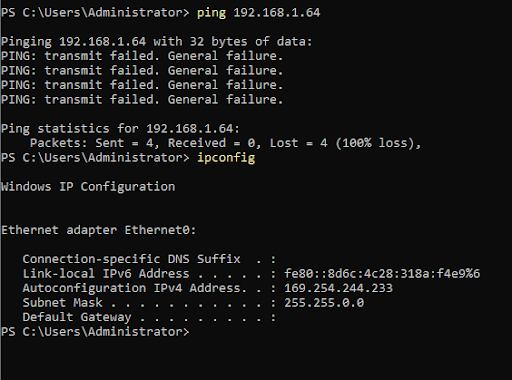 PS C:\Users\Administrator> ping 192.168.1.64

Pinging 192.168.1.64 with 32 bytes of data:
PING: transmit failed. General failure.
PING: transmit failed. General failure.
PING: transmit failed. General failure.
PING: transmit failed. General failure.

Ping statistics for 192.168.1.64:
    Packets: Sent = 4, Received = 0, Lost = 4 (100% loss),
PS C:\Users\Administrator> ipconfig

Windows IP Configuration


Ethernet adapter Ethernet0:

   Connection-specific DNS Suffix  . :
   Link-local IPv6 Address . . . . . : fe80::8d6c:4c28:318a:f4e9%6
   Autoconfiguration IPv4 Address. . : 169.254.244.233
   Subnet Mask . . . . . . . . . . . : 255.255.0.0
   Default Gateway . . . . . . . . . :
PS C:\Users\Administrator>